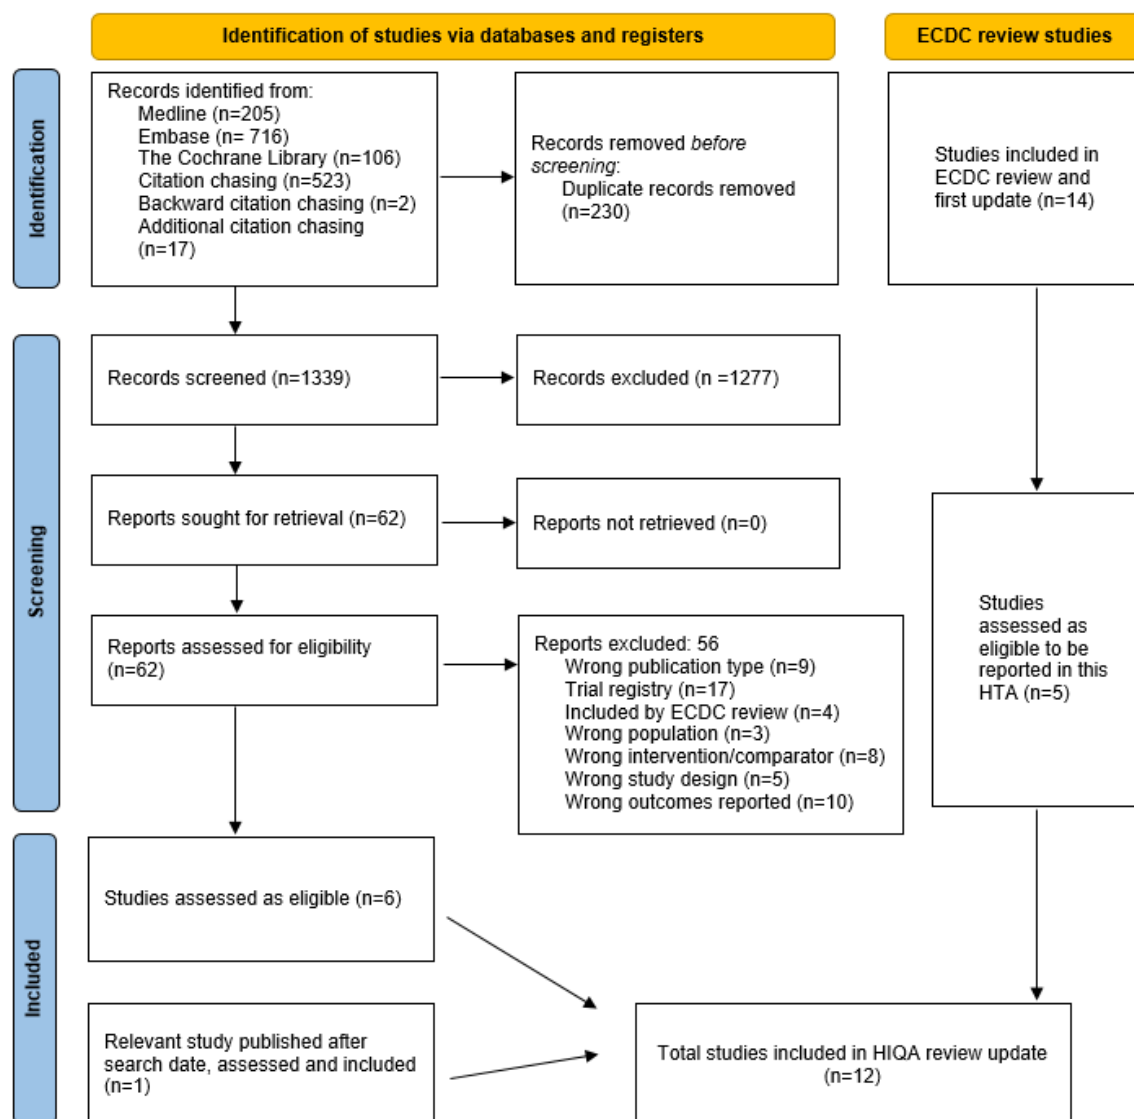 Identification of studies via databases and registers
ECDC review studies
Identification
Records identified from:
Medline (n=205)
Embase (n= 716)
The Cochrane Library (n=106)
Citation chasing (n=523)
Backward citation chasing (n=2)
Additional citation chasing
(n=17)
Records removed before
screening:
Duplicate records removed
(n=230)
Studies included in
ECDC review and
first update (n=14)
Screening
Records screened (n=1339)
Records excluded (n =1277)
Reports sought for retrieval (n=62)
Reports not retrieved (n=0)
Reports assessed for eligibility
(n=62)
Reports excluded: 56
Wrong publication type (n=9)
Trial registry (n=17)
Included by ECDC review (n=4)
Wrong population (n=3)
Wrong intervention/comparator (n=8)
Wrong study design (n=5)
Wrong outcomes reported (n=10)
Studies
assessed as
eligible to be
reported in this
HTA (n=5)
Included
Studies assessed as eligible (n=6)
Relevant study published after
search date, assessed and included
(n=1)
Total studies included in HIQA review update
(n=12)